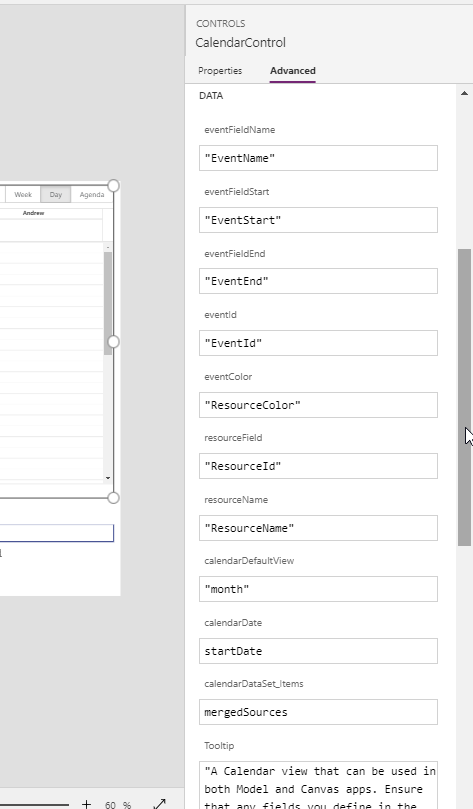 CONTROLS
CalendarControl
Properties Advanced
DATA
eventFieldName
"EventName"
eventFieldStart
"EventStart"
eventFieldEnd
"EventEnd"
eventId
"EventId"
eventColor
"ResourceColor"
resourceField
"ResourceId"
resourceName
"ResourceName"
calendarDefaultView
"month"
calendarDate
startDate
calendarDataSet_Items
mergedSources
Tooltip
"A Calendar view that can be used in
both Model and Canvas apps. Ensure
that any fields you define in the
Week Day Agenda
Andrew
60 %